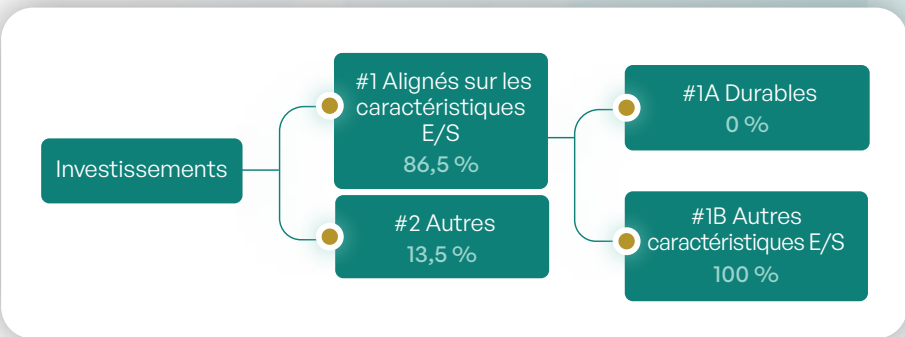 Investissements
#1 Alignés sur les
caractéristiques
E/S
86,5 %
#2 Autres
13,5 %
#1A Durables
0 %
#1B Autres
caractéristiques E/S
100 %